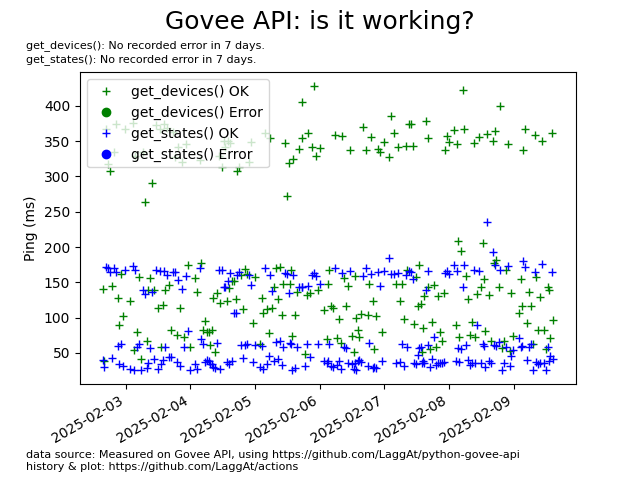 Govee API: is it working?
get_devices(): No recorded error in 7 days.
get_states(): No recorded error in 7 days.
get_devices() OK
get_devices() Error
get_states() OK
get_states() Error
Ping (ms)
400
350
300
250
200
150
100
50
2025-02-03
2025-02-04
2025-02-05
2025-02-06
2025-02-07
2025-02-08
2025-02-09
data source: Measured on Govee API, using https://github.com/LaggAt/python-govee-api
history & plot: https://github.com/LaggAt/actions